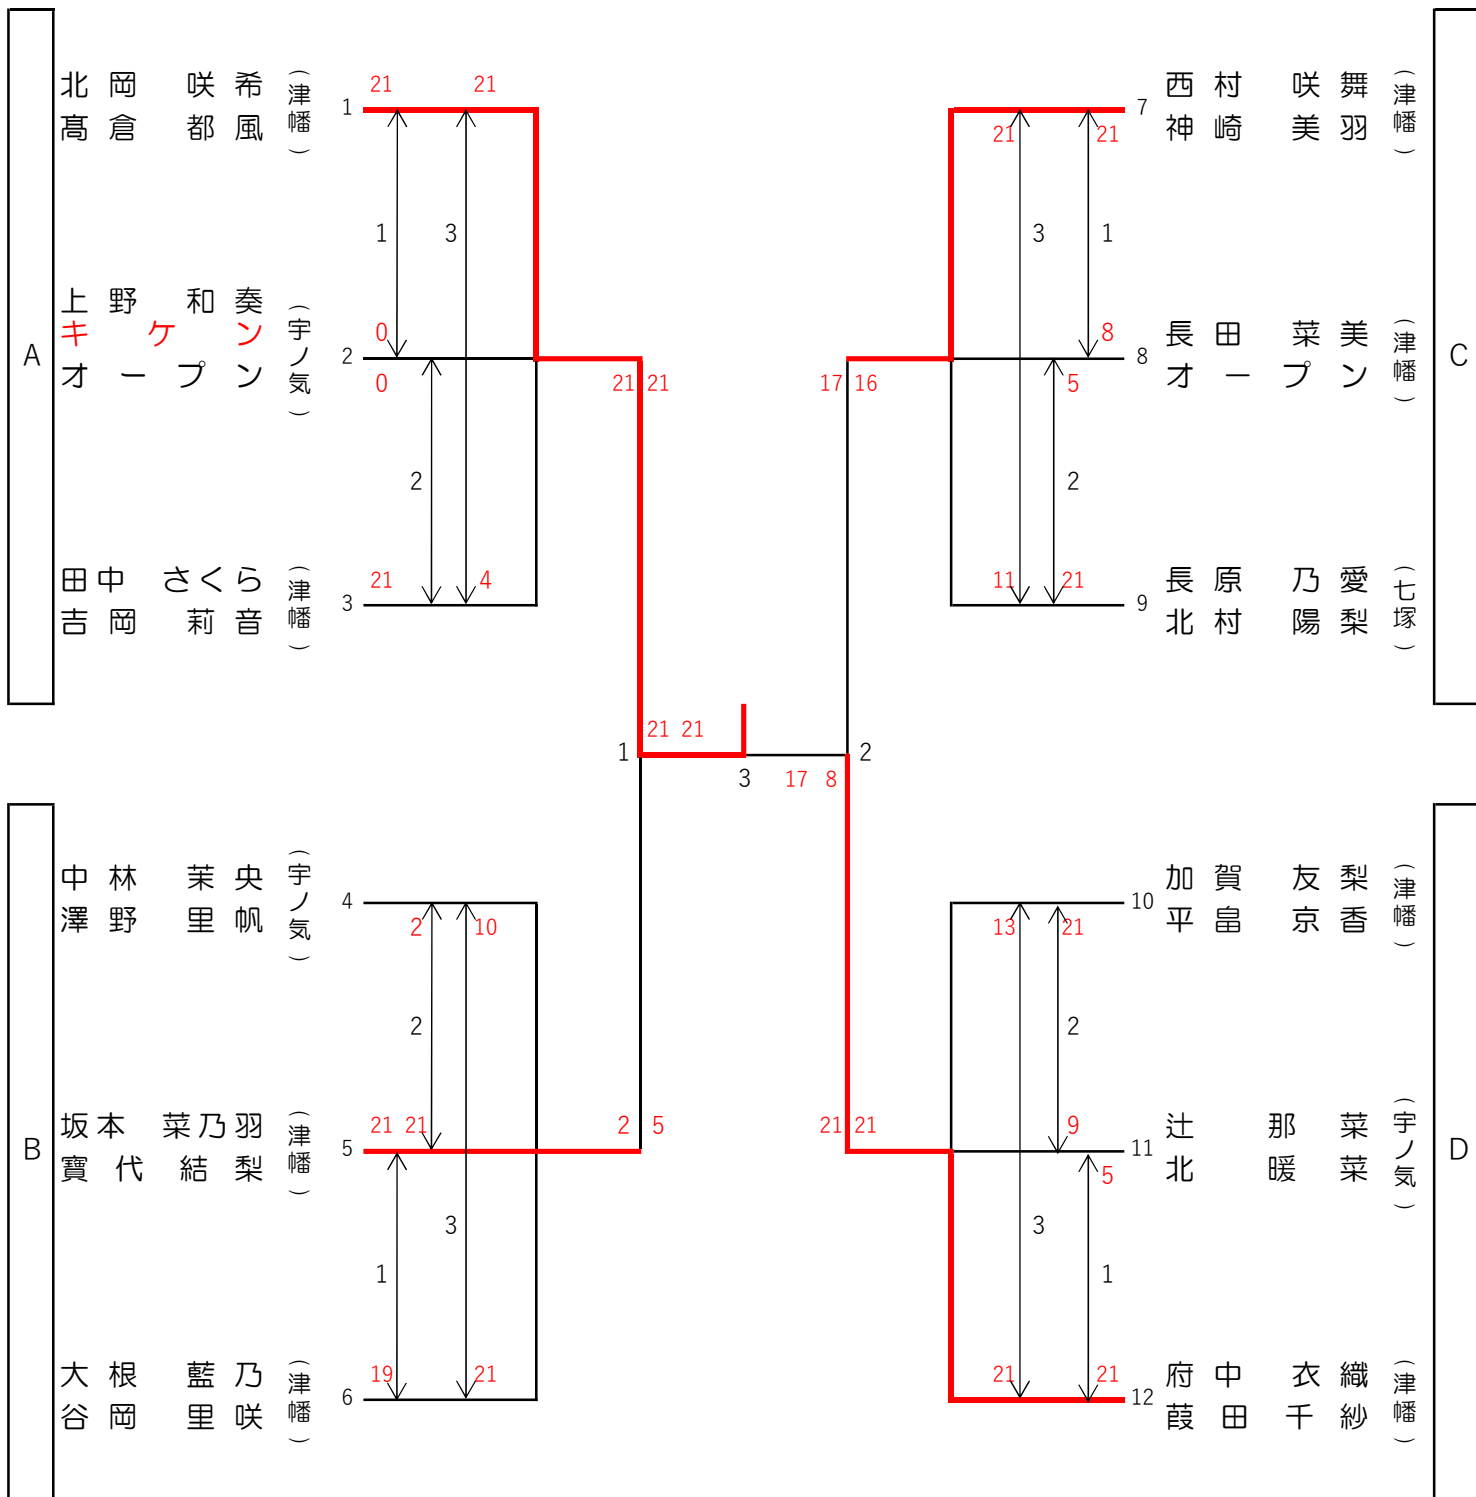 A
北岡 咲希
髙倉 都風
(津幡)
1
21 21
1 3
上野 和奏
キケン
オープン
(宇ノ気)
2
0
0
2
田中 さくら
吉岡 莉音
(津幡)
3
21 4
B
中林 茉央
澤野 里帆
(宇ノ気)
4
2 10
2
坂本 菜乃羽
寳代 結梨
(津幡)
5
21 21
3
1
大根 藍乃
谷岡 里咲
(津幡)
6
19 21
21 21
1
21 21
3
17 8
2
2 5
17 16
21 21
C
西村 咲舞
神崎 美羽
(津幡)
7
21 21
3 1
長田 菜美
オープン
(津幡)
8
8
5
2
長原 乃愛
北村 陽梨
(七塚)
9
11 21
D
加賀 友梨
平畠 京香
(津幡)
10
13 21
2
辻 那菜
北 暖菜
(宇ノ気)
11
9
5
3
1
府中 衣織
葭田 千紗
(津幡)
12
21 21